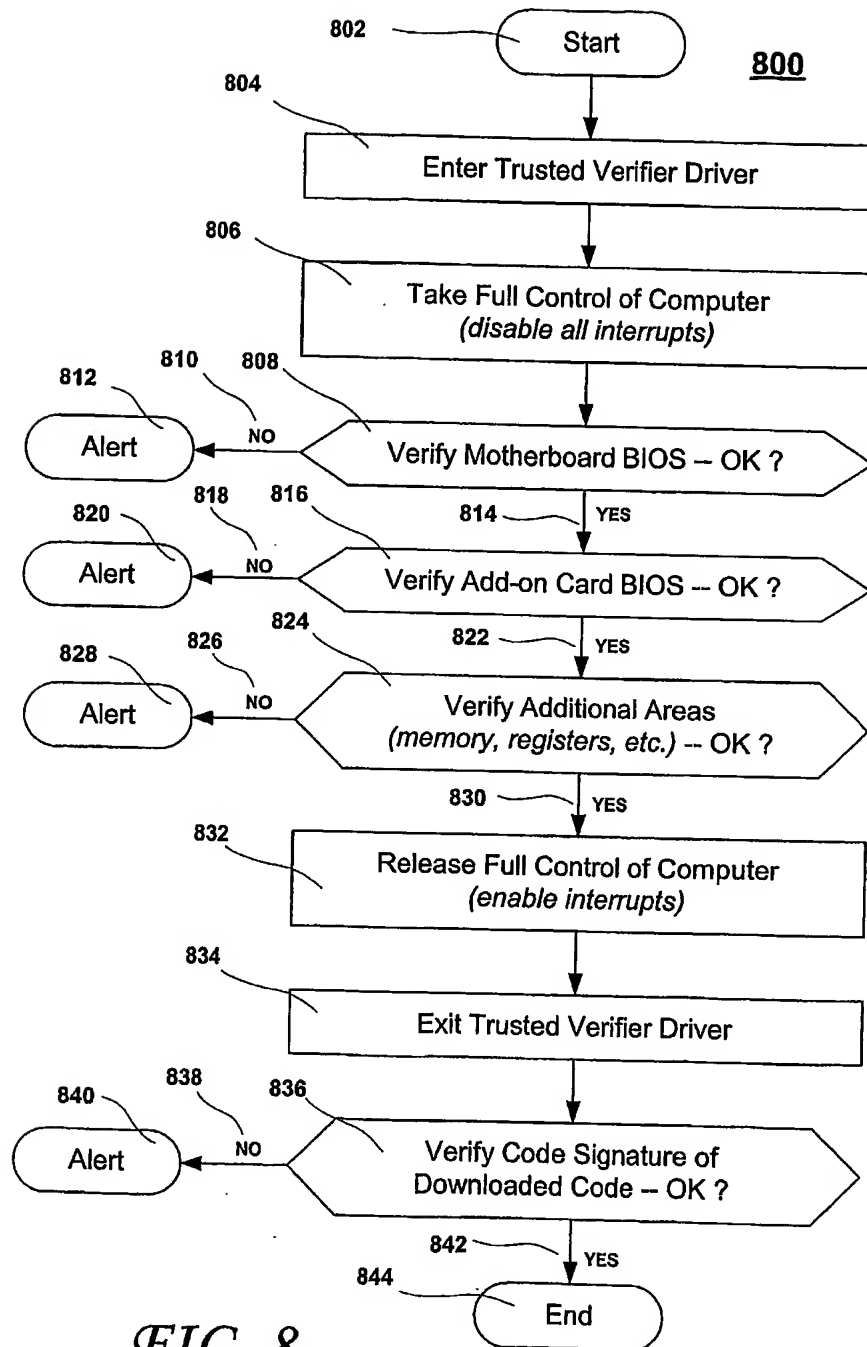 802
Start
800
804
Enter Trusted Verifier Driver
806
Take Full Control of Computer
(disable all interrupts)
812
810
808
Alert
NO
Verify Motherboard BIOS -- OK ?
814
YES
820
818
816
Alert
NO
Verify Add-on Card BIOS -- OK ?
822
YES
828
826
824
Alert
NO
Verify Additional Areas
(memory, registers, etc.) -- OK ?
830
YES
832
Release Full Control of Computer
(enable interrupts)
834
Exit Trusted Verifier Driver
840
838
836
Alert
NO
Verify Code Signature of
Downloaded Code -- OK ?
842
YES
844
End
FIG. 8